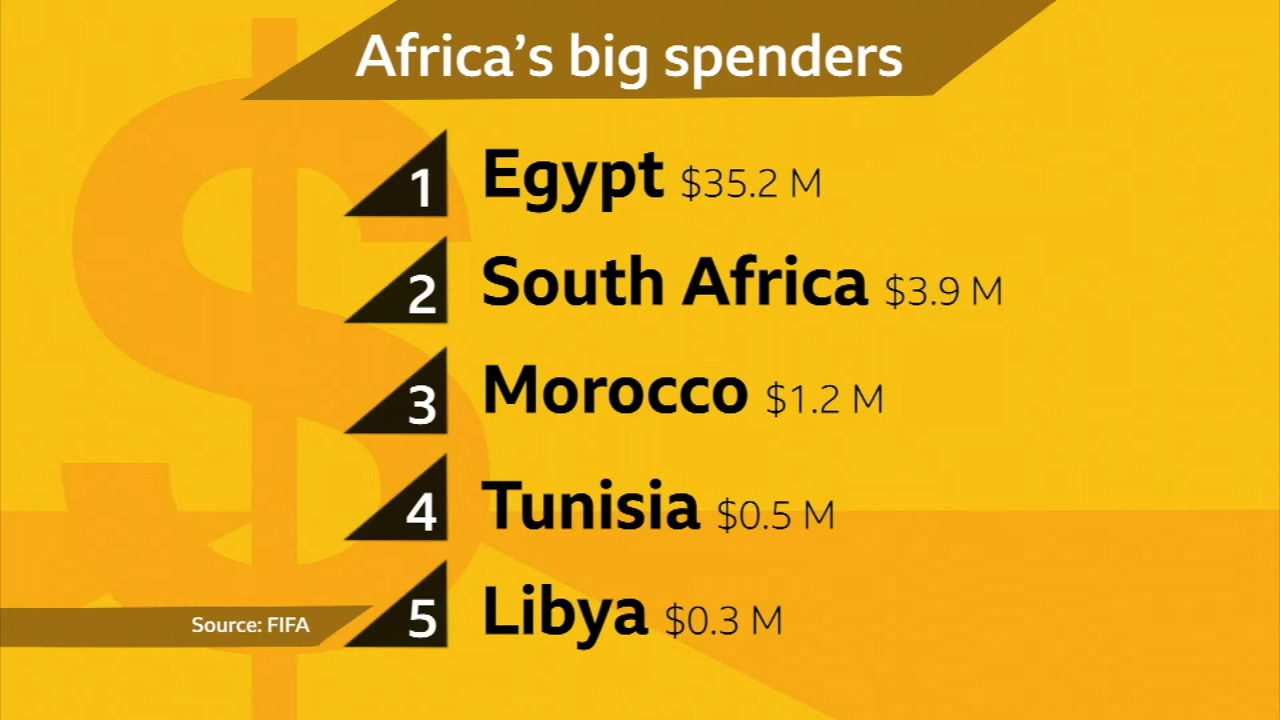 Africa’s big spenders
1 Egypt $35.2 M
2 South Africa $3.9 M
3 Morocco $1.2 M
4 Tunisia $0.5 M
5 Libya $0.3 M
Source: FIFA